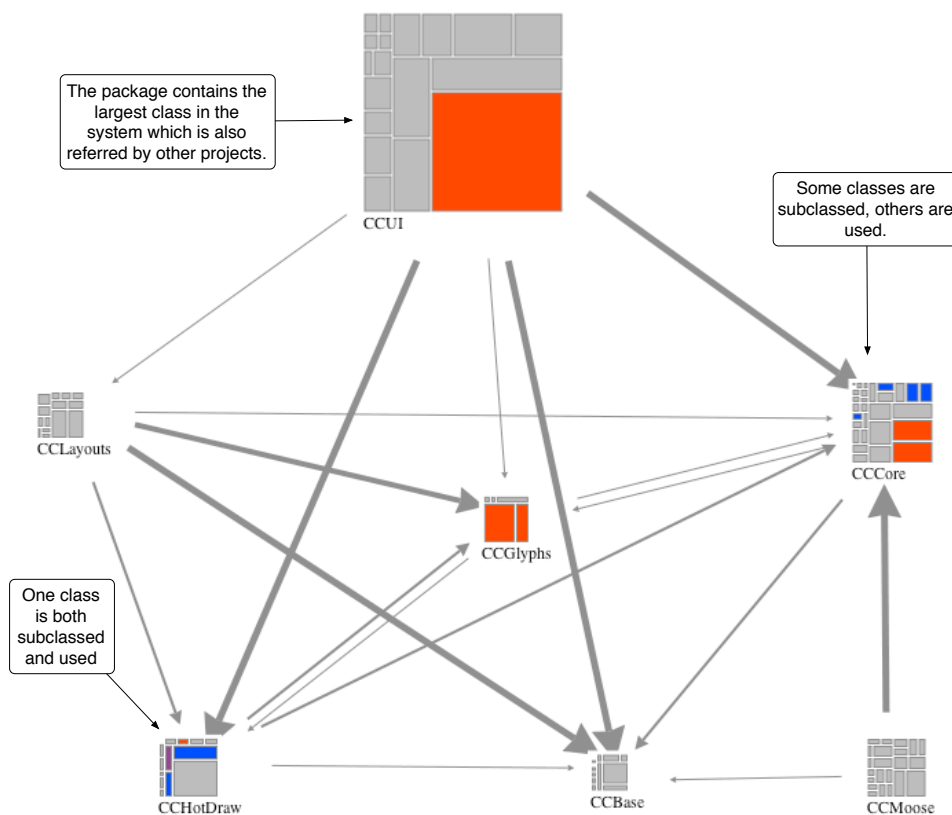 The package contains the
largest class in the
system which is also
referred by other projects.
CCUI
Some classes are
subclassed, others are
used.
CCLayouts
CCCore
CCGlyphs
One class
is both
subclassed
and used
CCHotDraw
CCBase
CCMoose